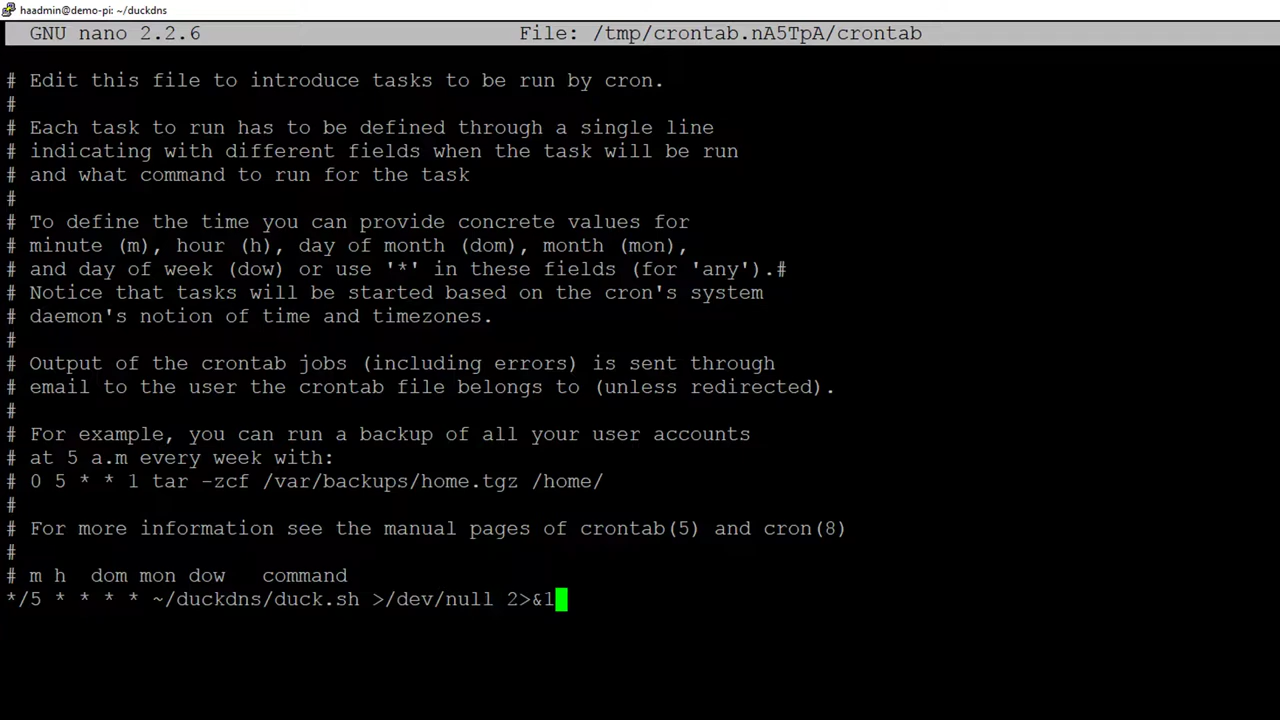 haadmin@demo-pi: ~/duckdns
GNU nano 2.2.6 File: /tmp/crontab.nA5TpA/crontab
# Edit this file to introduce tasks to be run by cron.
#
# Each task to run has to be defined through a single line
# indicating with different fields when the task will be run
# and what command to run for the task
#
# To define the time you can provide concrete values for
# minute (m), hour (h), day of month (dom), month (mon),
# and day of week (dow) or use '*' in these fields (for 'any').#
# Notice that tasks will be started based on the cron's system
# daemon's notion of time and timezones.
#
# Output of the crontab jobs (including errors) is sent through
# email to the user the crontab file belongs to (unless redirected).
#
# For example, you can run a backup of all your user accounts
# at 5 a.m every week with:
# 0 5 * * 1 tar -zcf /var/backups/home.tgz /home/
#
# For more information see the manual pages of crontab(5) and cron(8)
#
# m h  dom mon dow   command
*/5 * * * * ~/duckdns/duck.sh >/dev/null 2>&1